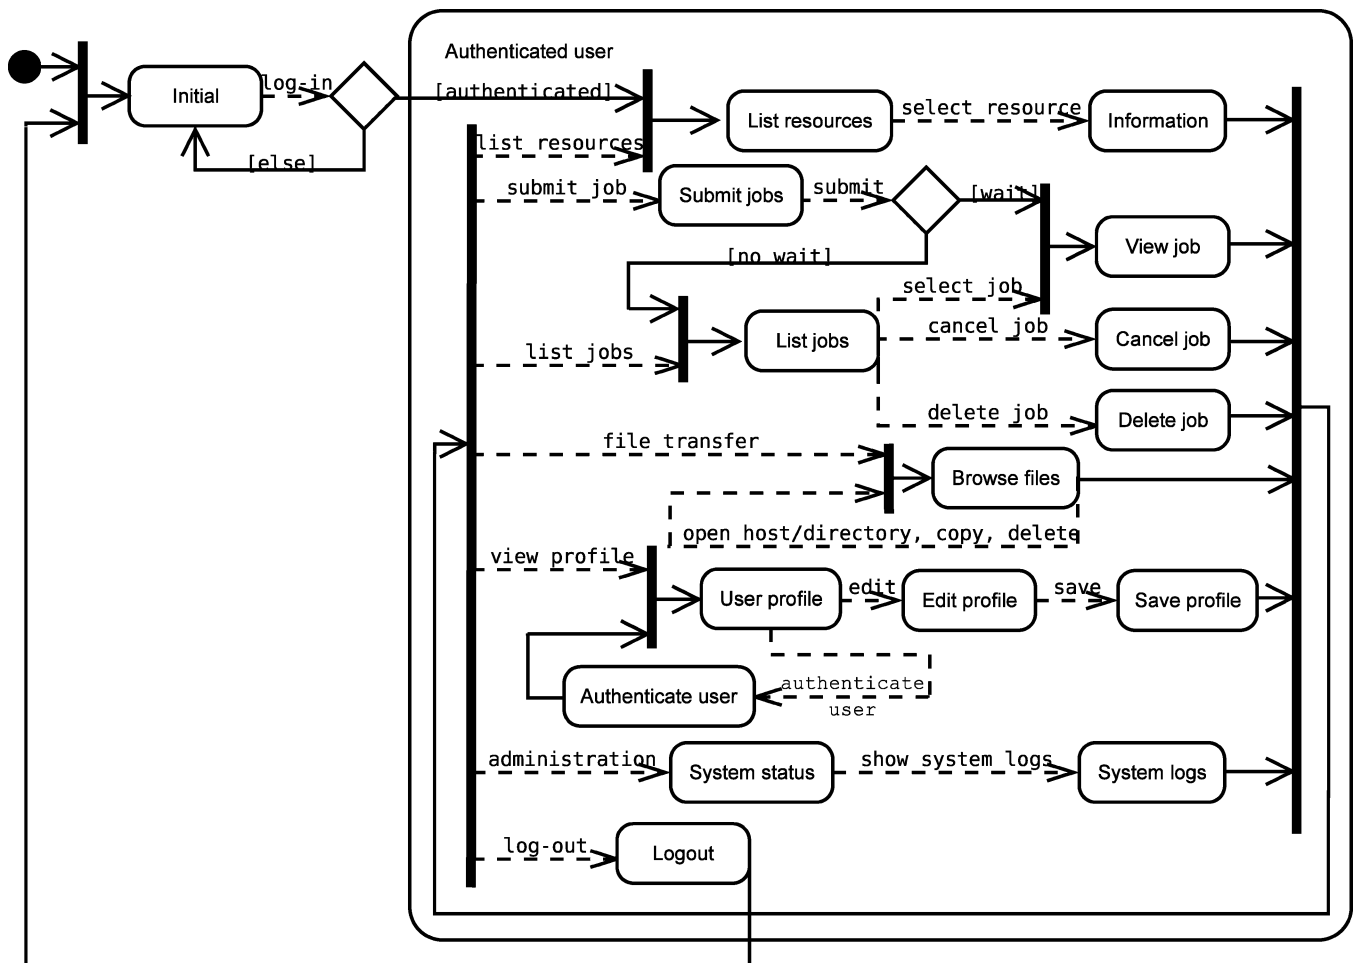 Authenticated user
Initial
log-in
[authenticated]
[else]
list resources
List resources
select resource
Information
submit job
Submit jobs
submit
[wait]
[no wait]
View job
select job
list jobs
List jobs
cancel job
Cancel job
delete job
Delete job
file transfer
Browse files
open host/directory, copy, delete
view profile
User profile
edit
Edit profile
save
Save profile
Authenticate user
authenticate
user
administration
System status
show system logs
System logs
log-out
Logout